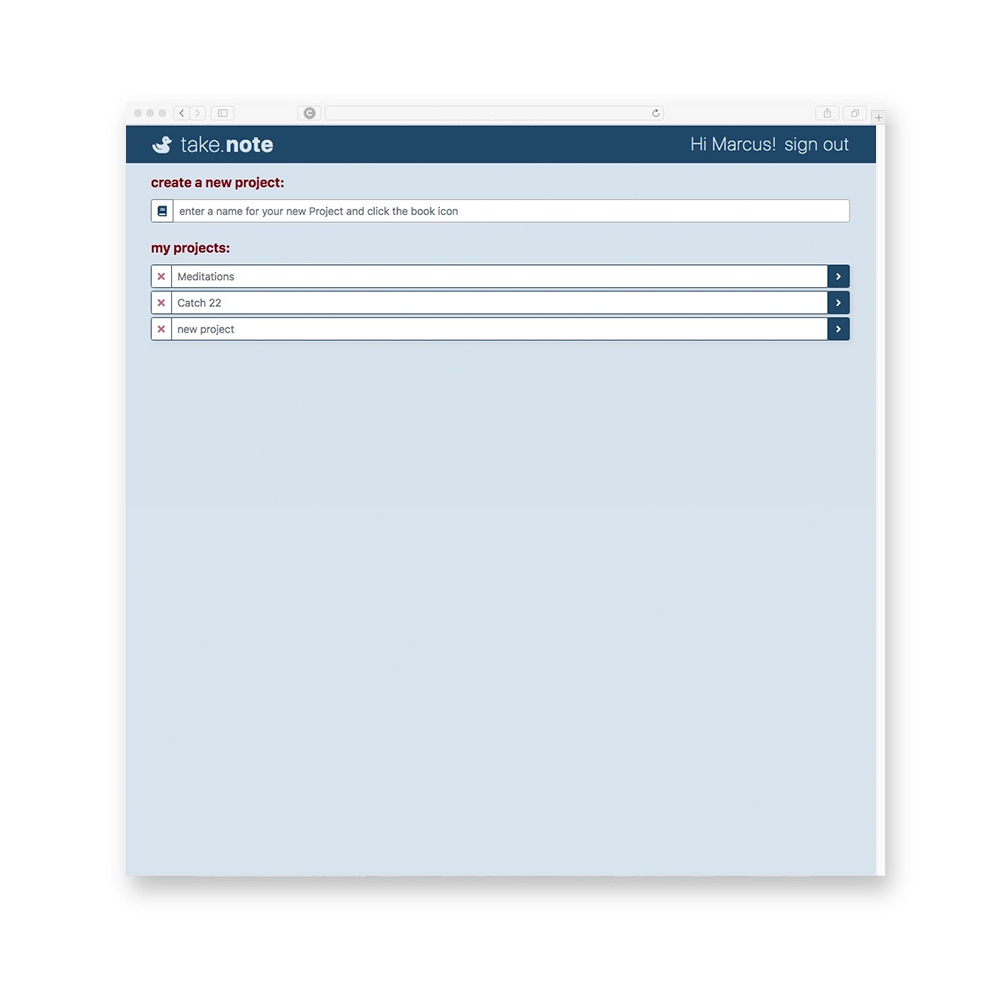 take.note
Hi Marcus! sign out
create a new project:
enter a name for your new Project and click the book icon
my projects:
Meditations
Catch 22
new project